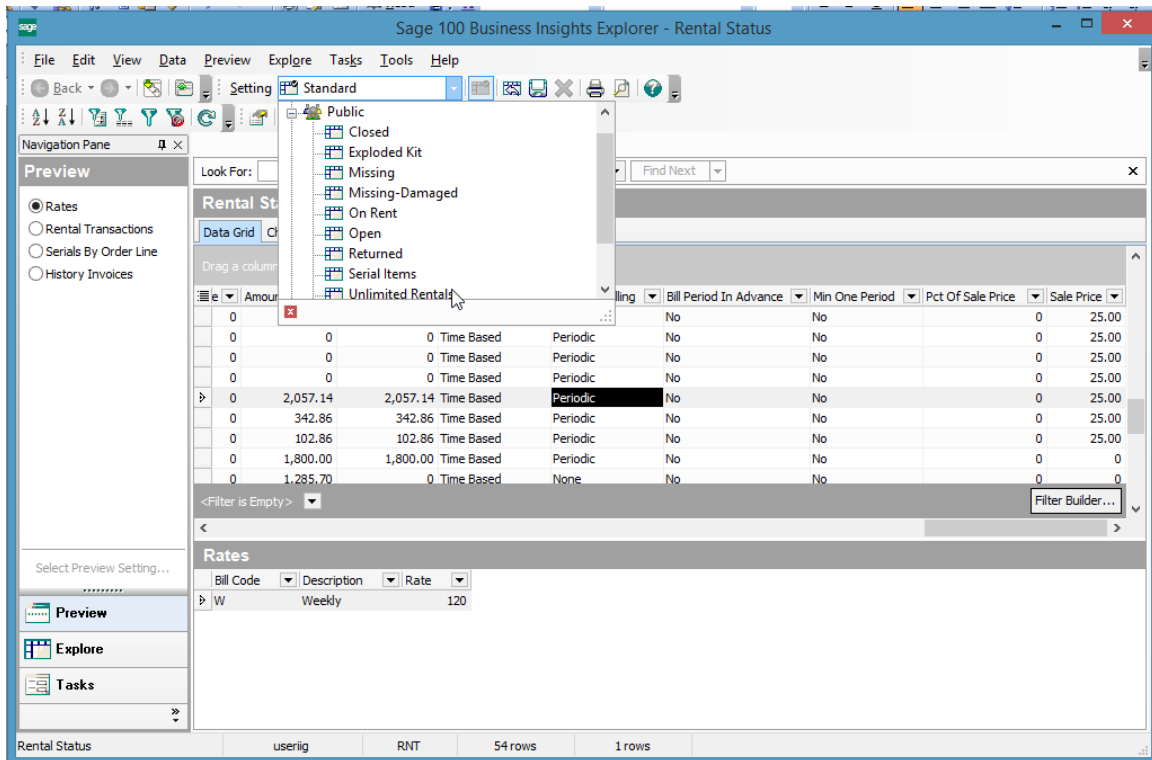 sage
Sage 100 Business Insights Explorer - Rental Status
File Edit View Data Preview Explore Tasks Tools Help
Back Setting Standard
Public
Closed
Exploded Kit
Missing
Missing-Damaged
On Rent
Open
Returned
Serial Items
Unlimited Rentals
Navigation Pane
Preview
Rates
Rental Transactions
Serials By Order Line
History Invoices
Look For: Find Next
Rental
Data Grid
Drag a
Bill Period In Advance Min One Period Pct Of Sale Price Sale Price
0 No No 0 25.00
0 0 0 Time Based Periodic No No 0 25.00
0 0 0 Time Based Periodic No No 0 25.00
0 0 0 Time Based Periodic No No 0 25.00
0 2,057.14 2,057.14 Time Based Periodic No No 0 25.00
0 342.86 342.86 Time Based Periodic No No 0 25.00
0 102.86 102.86 Time Based Periodic No No 0 25.00
0 1,800.00 1,800.00 Time Based Periodic No No 0 0
0 1,285.70 0 Time Based None No No 0 0
<Filter is Empty> Filter Builder...
Rates
Bill Code Description Rate
W Weekly 120
Select Preview Setting...
Preview
Explore
Tasks
Rental Status useriig RNT 54 rows 1 rows